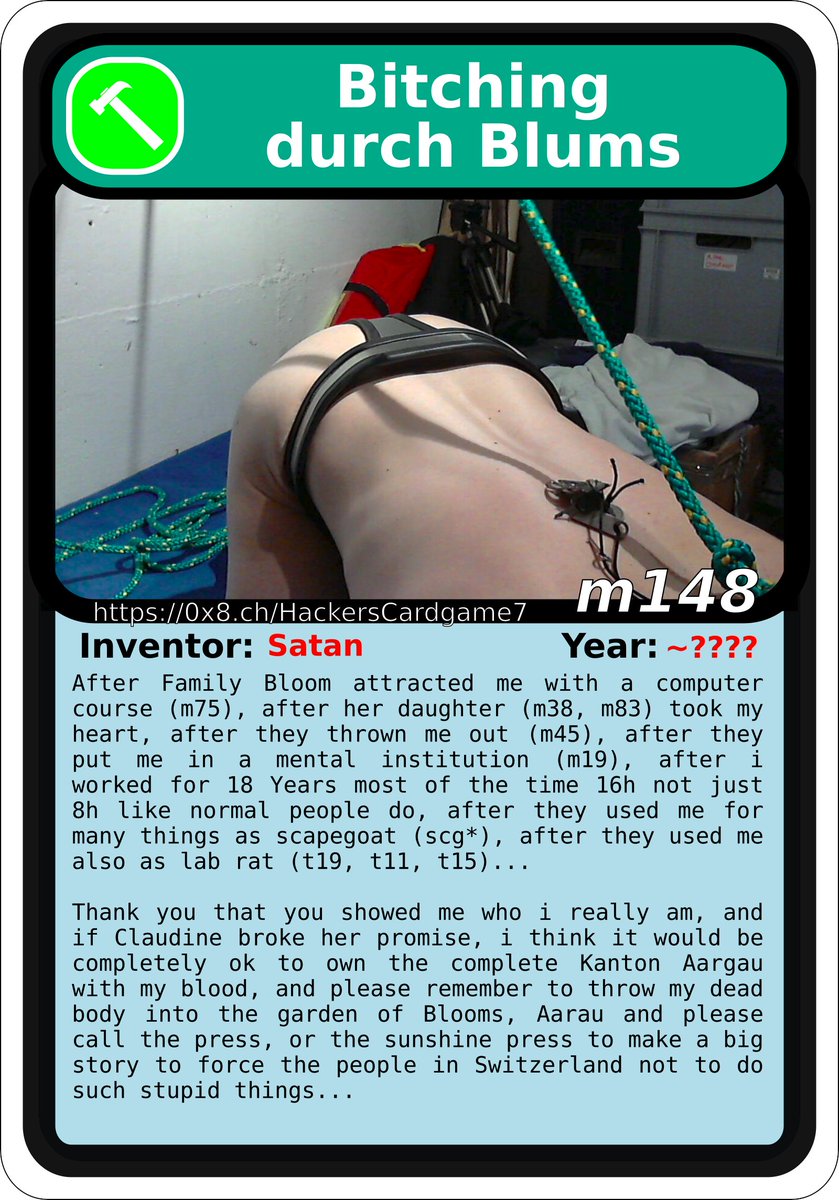 Bitching
durch Blums
https://0x8.ch/HackersCardgame7
m148
Inventor: Satan Year: ~????
After Family Bloom attracted me with a computer
course (m75), after her daughter (m38, m83) took my
heart, after they thrown me out (m45), after they
put me in a mental institution (m19), after i
worked for 18 Years most of the time 16h not just
8h like normal people do, after they used me for
many things as scapegoat (scg*), after they used me
also as lab rat (t19, t11, t15)...
Thank you that you showed me who i really am, and
if Claudine broke her promise, i think it would be
completely ok to own the complete Kanton Aargau
with my blood, and please remember to throw my dead
body into the garden of Blooms, Aarau and please
call the press, or the sunshine press to make a big
story to force the people in Switzerland not to do
such stupid things...